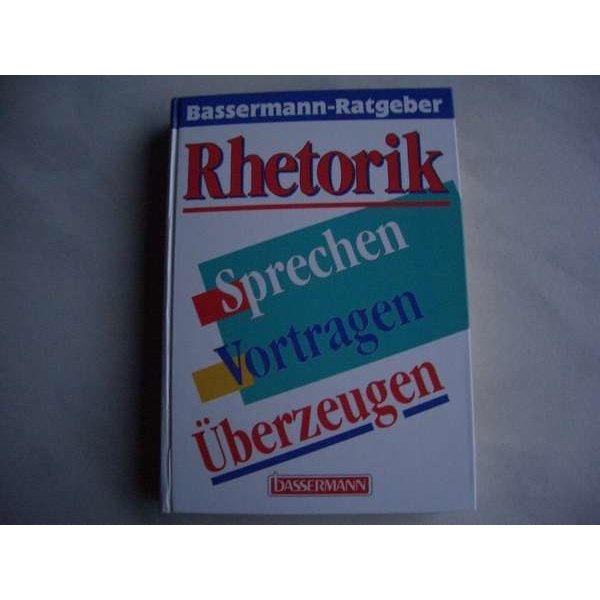 Bassermann-Ratgeber
Rhetorik
Sprechen
Vortragen
Überzeugen
BASSERMANN